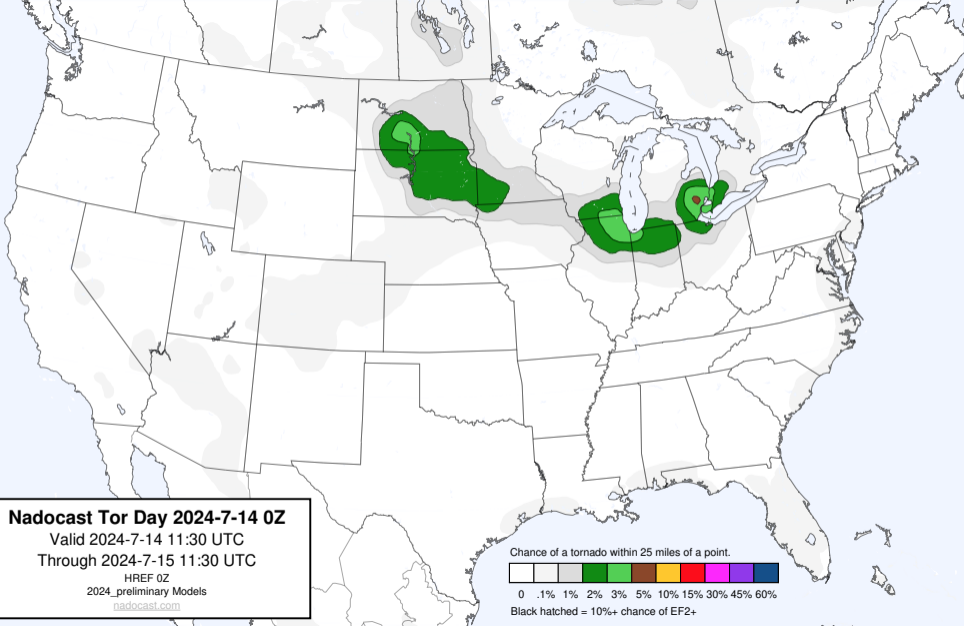 Nadocast Tor Day 2024-7-14 0Z
Valid 2024-7-14 11:30 UTC
Through 2024-7-15 11:30 UTC
HREF 0Z
2024_preliminary Models
nadocast.com
Chance of a tornado within 25 miles of a point.
0 .1% 1% 2% 3% 5% 10% 15% 30% 45% 60%
Black hatched = 10%+ chance of EF2+